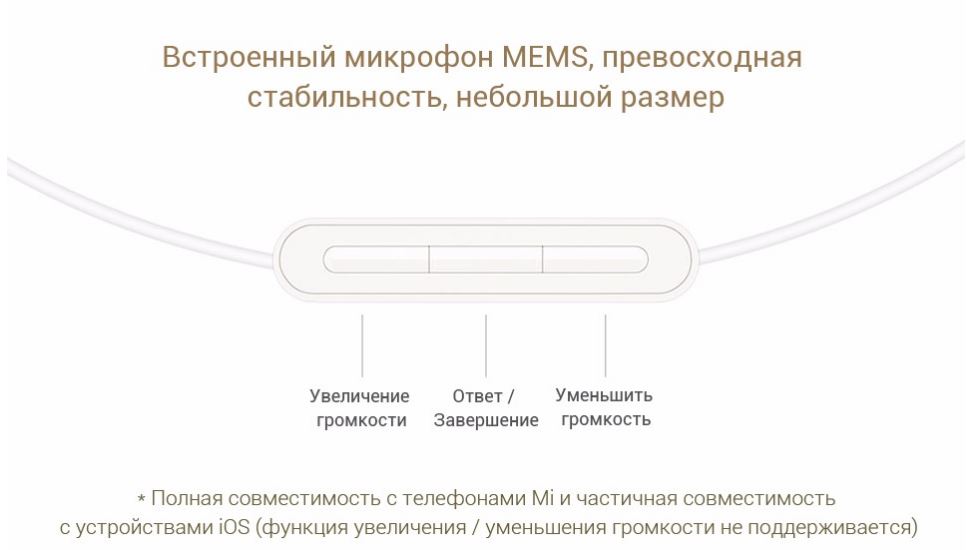 Встроенный микрофон MEMS, превосходная
стабильность, небольшой размер
Увеличение
громкости
Ответ /
Завершение
Уменьшить
громкость
* Полная совместимость с телефонами Mi и частичная совместимость
с устройствами iOS (функция увеличения / уменьшения громкости не поддерживается)